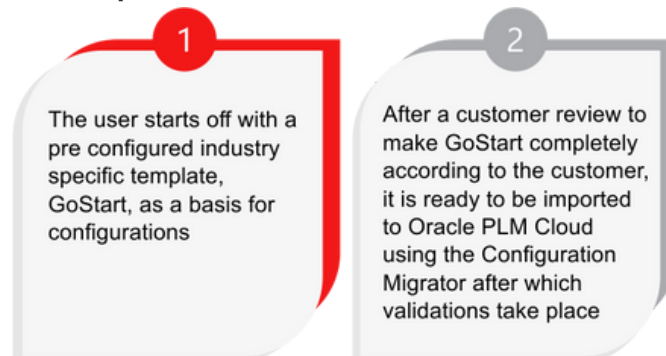 1
The user starts off with a
pre configured industry
specific template,
GoStart, as a basis for
configurations
2
After a customer review to
make GoStart completely
according to the customer,
it is ready to be imported
to Oracle PLM Cloud
using the Configuration
Migrator after which
validations take place